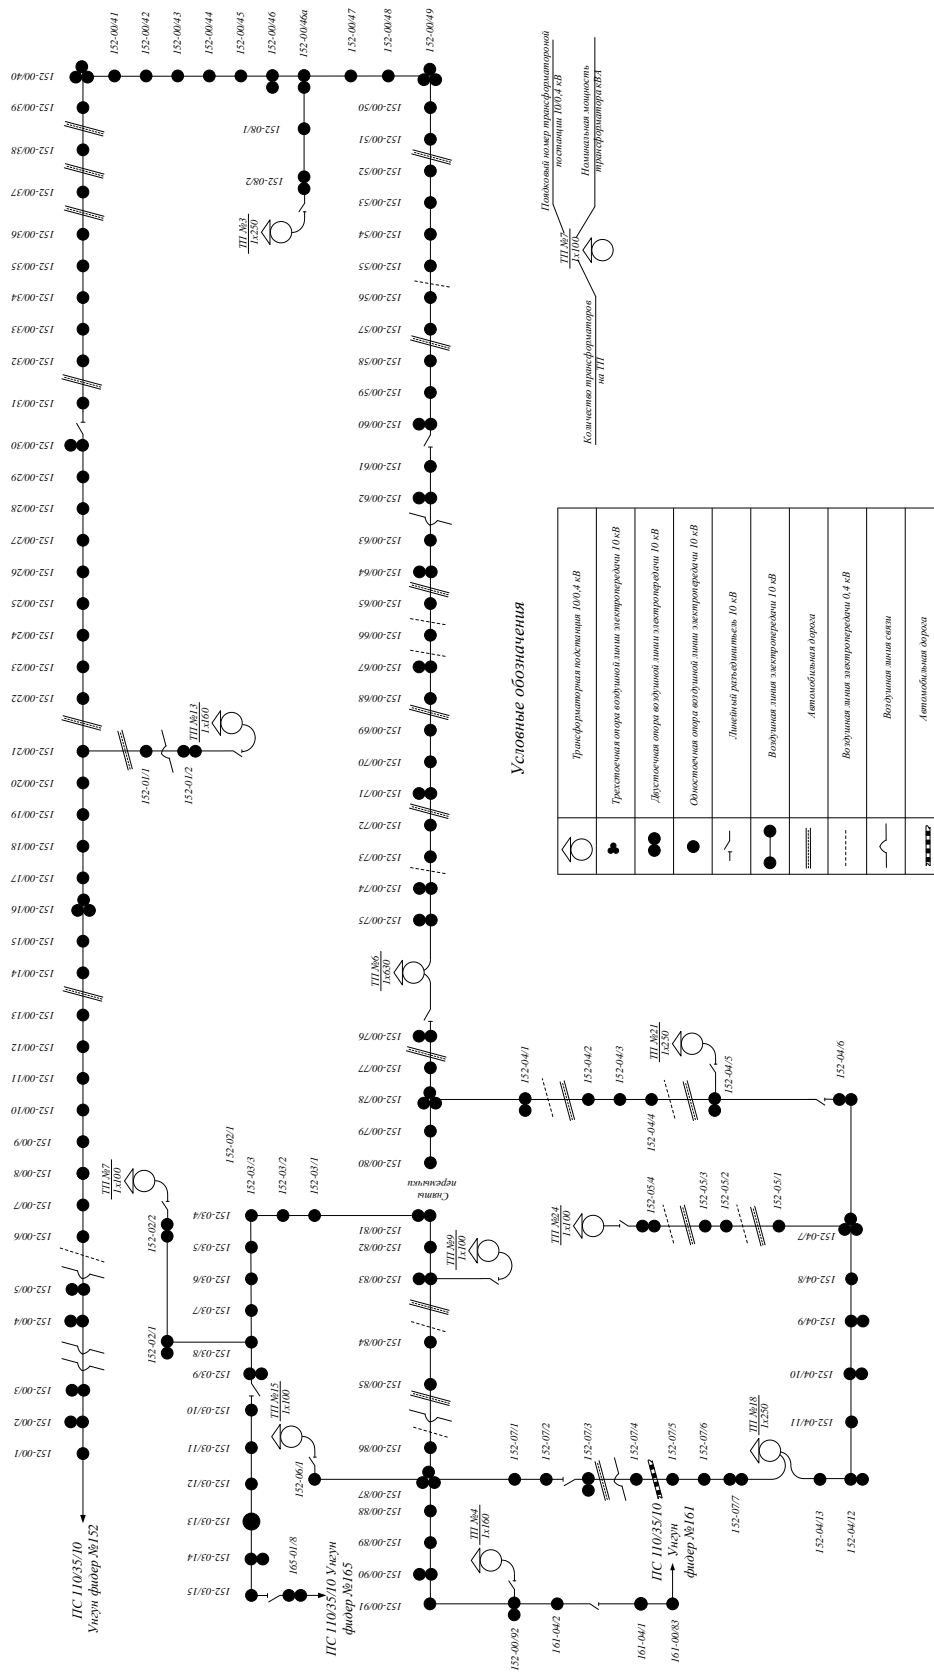 152-00/1
152-00/2
152-00/3
152-00/4
152-00/5
152-00/6
152-00/7
152-00/8
152-00/9
152-00/10
152-00/11
152-00/12
152-00/13
152-00/14
152-00/15
152-00/16
152-00/17
152-00/18
152-00/19
152-00/20
152-00/21
152-00/22
152-00/23
152-00/24
152-00/25
152-00/26
152-00/27
152-00/28
152-00/29
152-00/30
152-00/31
152-00/32
152-00/33
152-00/34
152-00/35
152-00/36
152-00/37
152-00/38
152-00/39
152-00/40
152-00/41
152-00/42
152-00/43
152-00/44
152-00/45
152-00/46
152-00/46а
152-00/47
152-00/48
152-00/49
ПС 110/35/10
Унгун фидер №152
ТП №7
1х100
152-02/2
152-02/1
152-01/1
152-01/2
ТП №13
1х160
152-08/1
152-08/2
ТП №3
1х250
152-02/1
152-03/3
152-03/2
152-03/1
152-03/4
152-03/5
152-03/6
152-03/7
152-03/8
152-03/9
152-03/10
152-03/11
152-03/12
152-03/13
152-03/14
152-03/15
165-01/8
ПС 110/35/10 Унгун
фидер №165
ТП №15
1х100
152-06/1
152-00/50
152-00/51
152-00/52
152-00/53
152-00/54
152-00/55
152-00/56
152-00/57
152-00/58
152-00/59
152-00/60
152-00/61
152-00/62
152-00/63
152-00/64
152-00/65
152-00/66
152-00/67
152-00/68
152-00/69
152-00/70
152-00/71
152-00/72
152-00/73
152-00/74
152-00/75
ТП №6
1х630
152-00/76
152-00/77
152-00/78
152-00/79
152-00/80
Сняты
перемычки
152-00/81
152-00/82
152-00/83
152-00/84
152-00/85
152-00/86
152-00/87
152-00/88
152-00/89
152-00/90
152-00/91
ТП №9
1х100
ТП №4
1х160
152-00/92
161-04/2
161-04/1
161-00/83
ПС 110/35/10
Унгун
фидер №161
152-07/1
152-07/2
152-07/3
152-07/4
152-07/5
152-07/6
152-07/7
ТП №18
1х250
152-04/13
152-04/12
152-04/11
152-04/10
152-04/9
152-04/8
152-04/7
152-04/6
152-05/1
152-05/2
152-05/3
152-05/4
ТП №24
1х100
152-04/1
152-04/2
152-04/3
152-04/4
152-04/5
ТП №21
1х250
Условные обозначения
Трансформаторная подстанция 10/0,4 кВ
Трехстоечная опора воздушной линии электропередачи 10 кВ
Двустоечная опора воздушной линии электропередачи 10 кВ
Одностоечная опора воздушной линии электропередачи 10 кВ
Линейный разъединитьель 10 кВ
Воздушная линия электропередачи 10 кВ
Автомобильная дорога
Воздушная линия электропередачи 0,4 кВ
Воздушная линия связи
Автомобильная дорога
Поядковый номер трансформатороной
постанции 10/0,4 кВ
Номинальная мощность
трансформатора кВА
ТП №7
1х100
Количество трансформаторов
на ТП